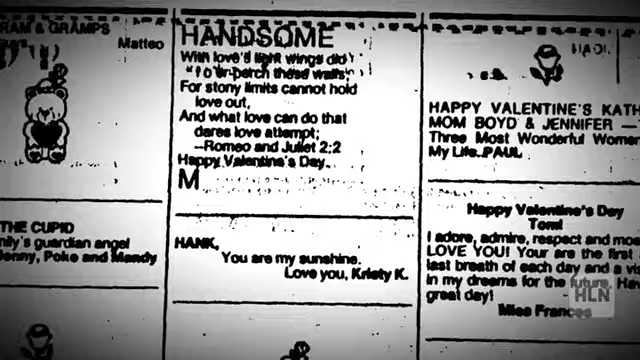 RAM & GRAMPS
Matteo
THE CUPID
mily's guardian angel
Jenny, Poke and Mandy
HANDSOME
With love's light wings did
o'er-perch these walls
For stony limits cannot hold
love out,
And what love can do that
dares love attempt;
--Romeo and Juliet 2;2
Happy Valentine's Day.
M
HANK,
You are my sunshine.
Love you, Kristy K.
HAPPY VALENTINE'S KATH
MOM BOYD & JENNIFER —
Three Most Wonderful Women
My Life. PAUL
Happy Valentine's Day
Tom!
I adore, admire, respect and mo
LOVE YOU! Your are the first
last breath of each day and a vi
in my dreams for the future. Hav
great day!
Miss Frances
HLN